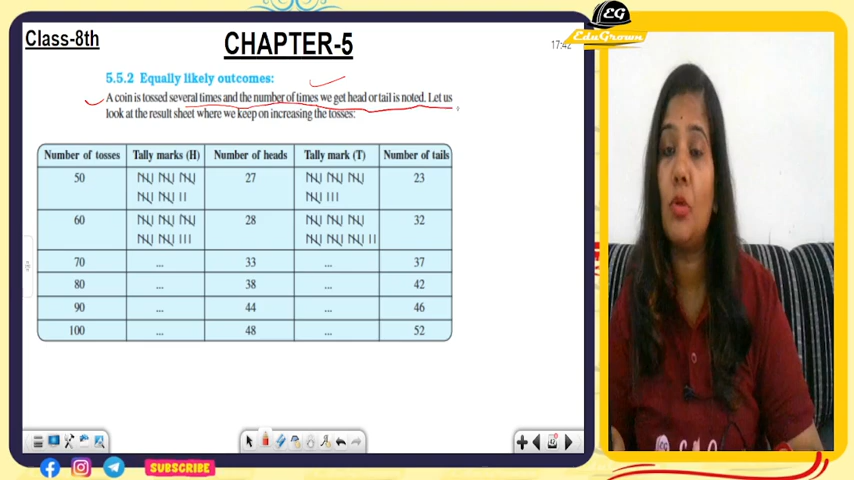 Class-8th
CHAPTER-5
EG
EduGrown
17:42
5.5.2 Equally likely outcomes:
A coin is tossed several times and the number of times we get head or tail is noted. Let us
look at the result sheet where we keep on increasing the tosses:
Number of tosses Tally marks (H) Number of heads Tally mark (T) Number of tails
50 27 23
60 28 32
70 ... 33 ... 37
80 ... 38 ... 42
90 ... 44 ... 46
100 ... 48 ... 52
SUBSCRIBE